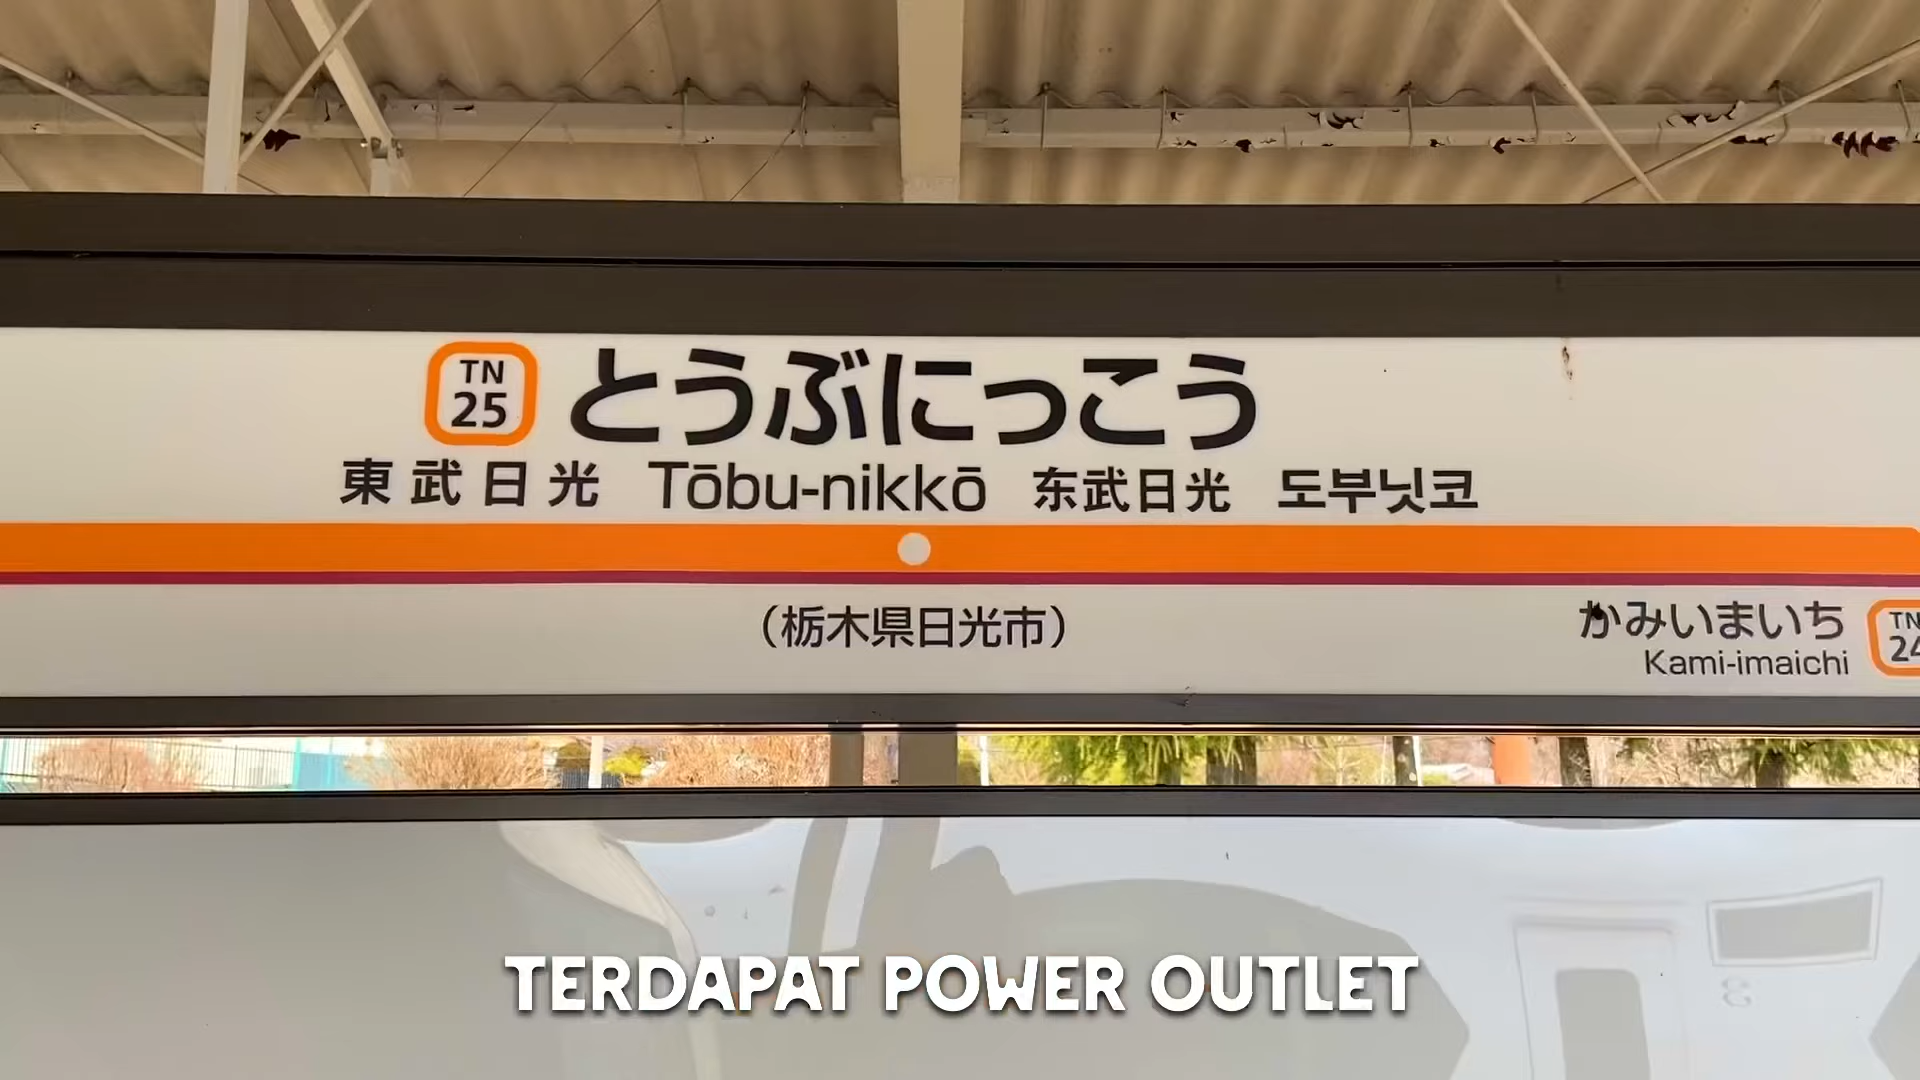 TN
25
とうぶにっこう
東武日光 Tōbu-nikkō 东武日光 도부닛코
(栃木県日光市)
かみいまいち
Kami-imaichi
TN
24
TERDAPAT POWER OUTLET